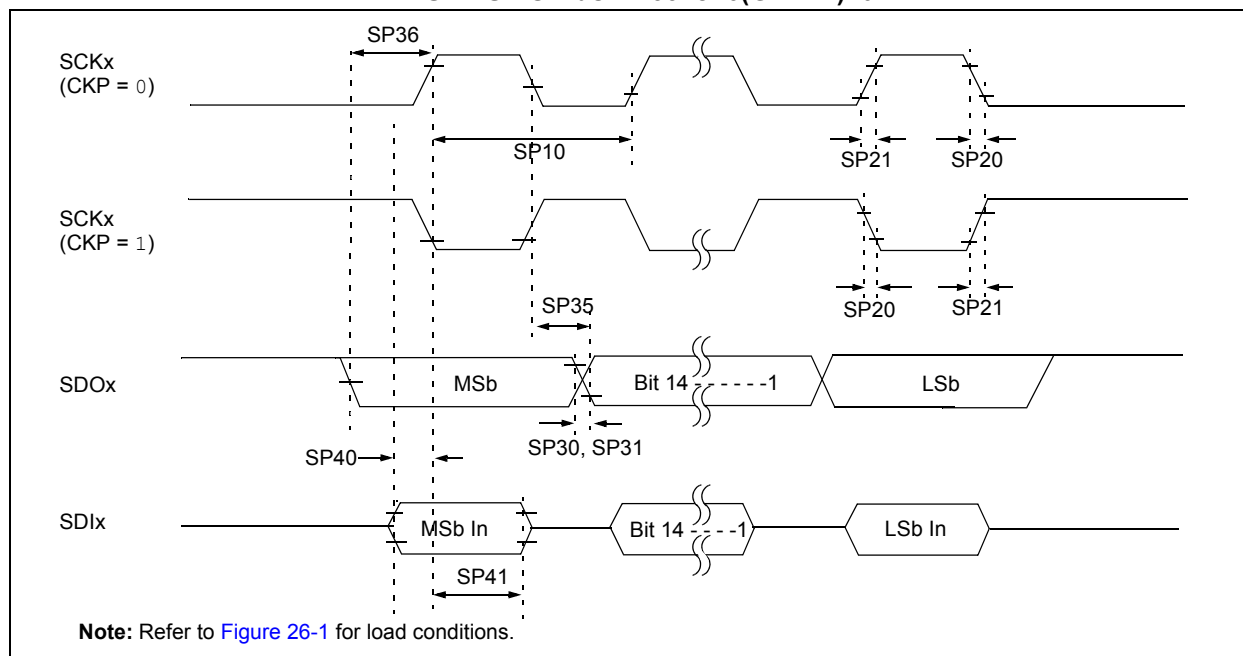 SP36
SCKx
(CKP = 0)
SP10
SP21
SP20
SCKx
(CKP = 1)
SP35
SP20
SP21
SDOx
MSb
Bit 14 - - - - - -1
LSb
SP30, SP31
SP40
SDIx
MSb In
Bit 14 - - - - -1
LSb In
SP41
Note: Refer to Figure 26-1 for load conditions.